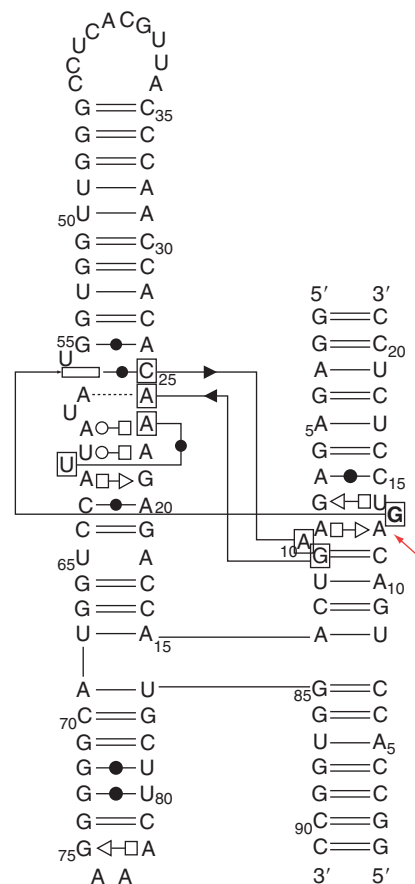 C A C G
U U
C U
C A
G C 35
G C
G C
U A
50 U A
G C 30
G C
U A
G C
55 G A
U C 25
A A
U A
A A
U U A
A G
C A 20
C G
65 U A
G C
G C
U A 15
A U
70 C G
G C
G U
G U 80
G C
75 G A
A A
5′ 3′
G C
G C 20
A U
G C
5 A U
G C
A C 15
G U G
A A A
10 G C
U A 10
C G
A U
85 G C
G C
U A 5
G C
G C
90 C G
C G
3′ 5′